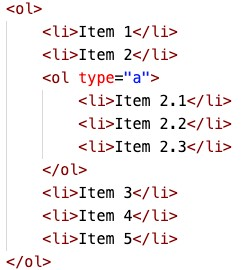 <ol>
    <li>Item 1</li>
    <li>Item 2</li>
    <ol type="a">
        <li>Item 2.1</li>
        <li>Item 2.2</li>
        <li>Item 2.3</li>
    </ol>
    <li>Item 3</li>
    <li>Item 4</li>
    <li>Item 5</li>
</ol>